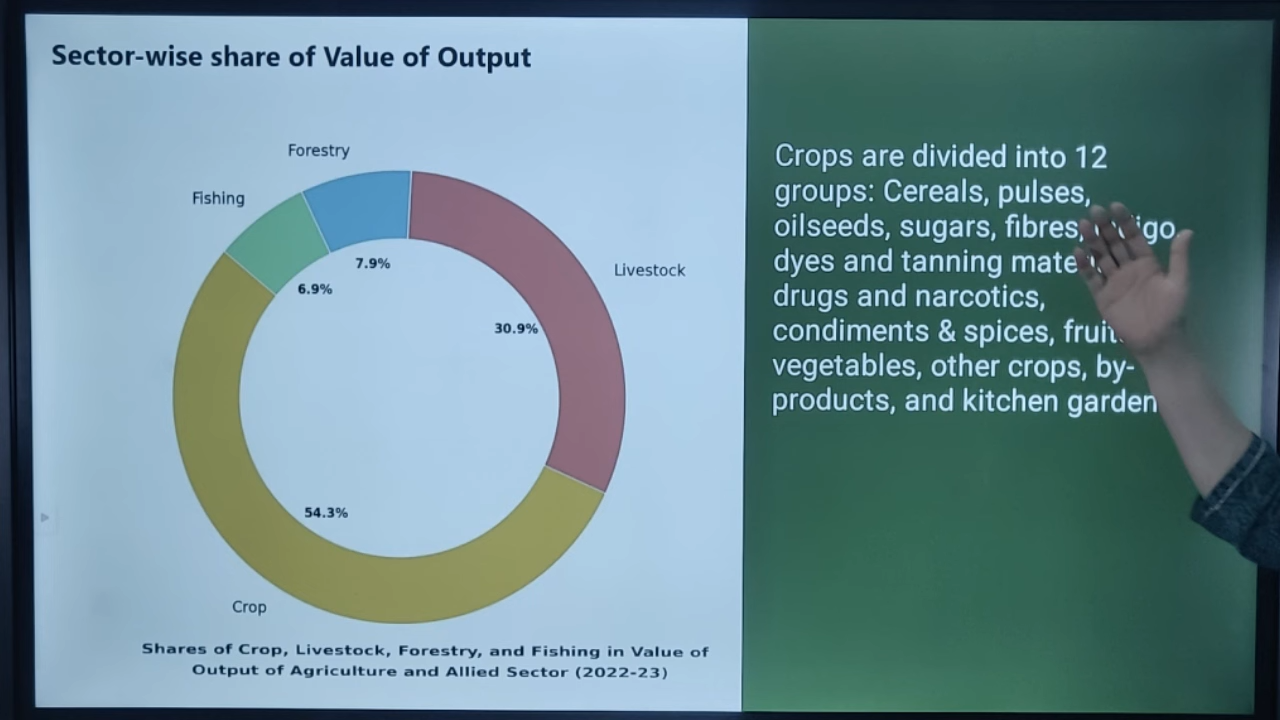 Sector-wise share of Value of Output
Forestry
Fishing
Livestock
7.9%
6.9%
30.9%
54.3%
Crop
Shares of Crop, Livestock, Forestry, and Fishing in Value of
Output of Agriculture and Allied Sector (2022-23)
Crops are divided into 12
groups: Cereals, pulses,
oilseeds, sugars, fibres,
dyes and tanning
drugs and narcotics,
condiments & spices,
vegetables, other crops, by-
products, and kitchen garden